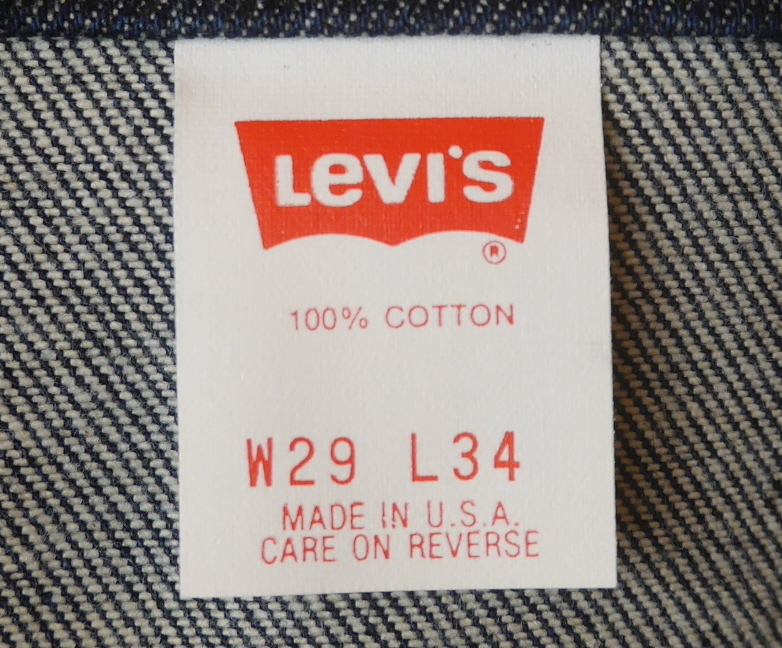 Levi's
®
100% COTTON
W29 L34
MADE IN U.S.A.
CARE ON REVERSE